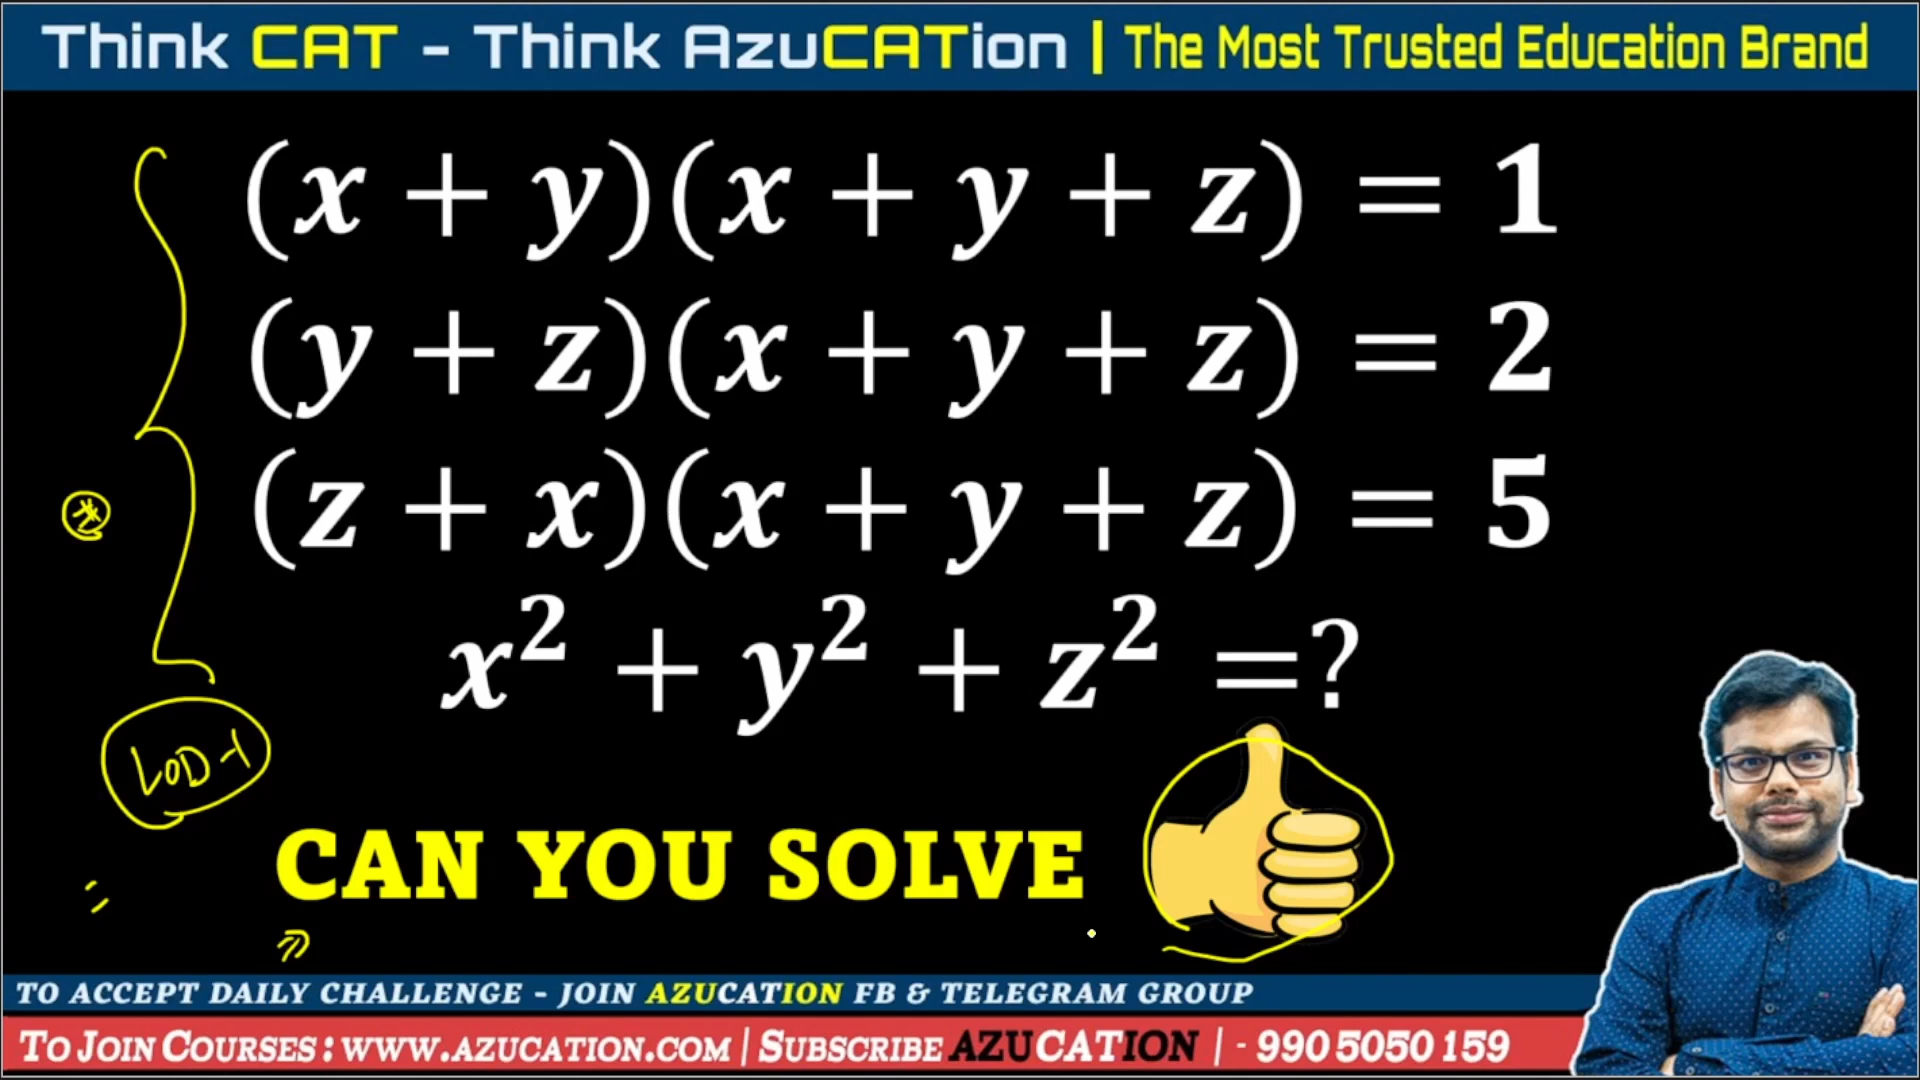 Think CAT - Think AzuCATion | The Most Trusted Education Brand
(x + y)(x + y + z) = 1
(y + z)(x + y + z) = 2
(z + x)(x + y + z) = 5
x² + y² + z² =?
LOD-1
CAN YOU SOLVE
TO ACCEPT DAILY CHALLENGE - JOIN AZUCATION FB & TELEGRAM GROUP
TO JOIN COURSES : WWW.AZUCATION.COM | SUBSCRIBE AZUCATION | - 990 5050 159